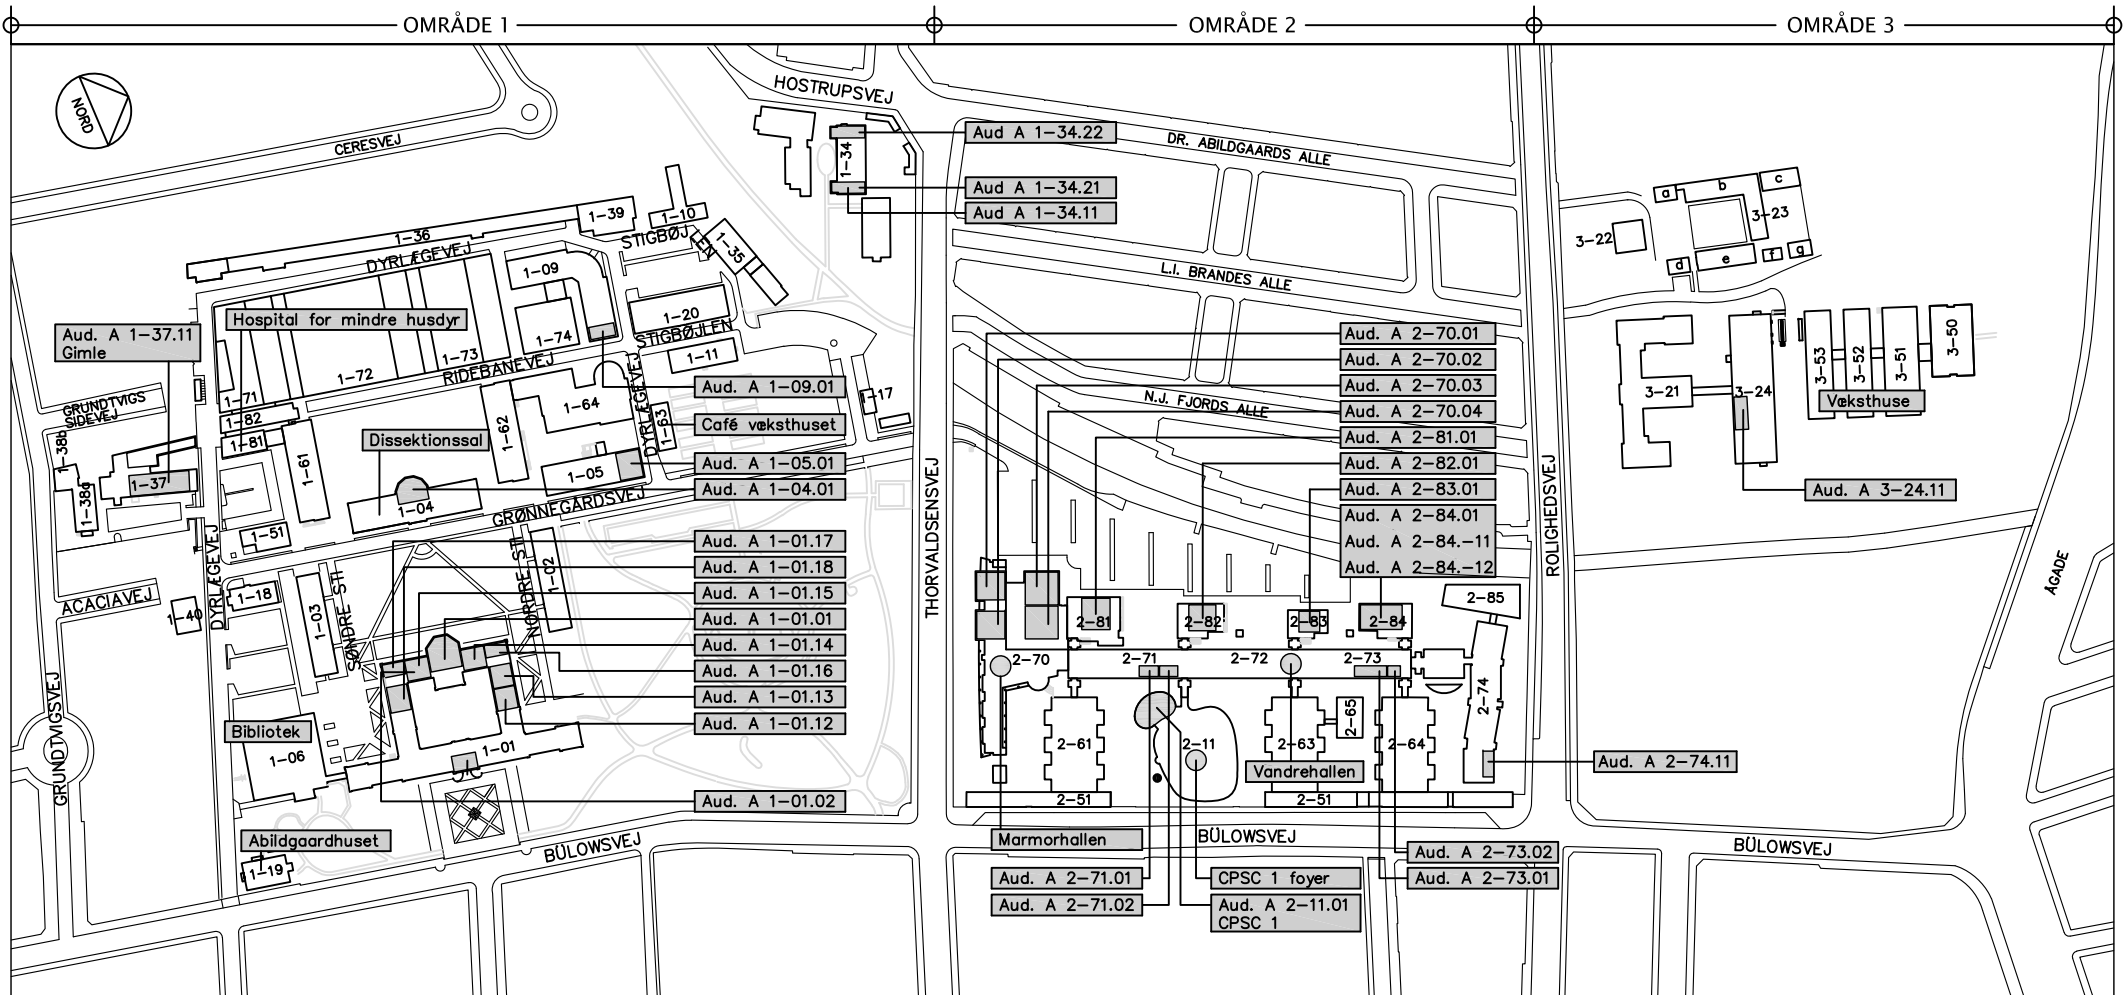 OMRÅDE 1
OMRÅDE 2
OMRÅDE 3
NORD
HOSTRUPSVEJ
CERESVEJ
DR. ABILDGAARDS ALLE
Aud A 1-34.22
1-34
Aud A 1-34.21
Aud A 1-34.11
a
b
c
3-23
3-22
d
e
f
g
1-39
1-10
1-36
STIGBØJLEN
1-35
DYRLÆGEVEJ
1-09
L.I. BRANDES ALLE
Hospital for mindre husdyr
1-20
Aud. A 1-37.11
Gimle
1-74
STIGBØJLEN
1-73
1-11
RIDEBANEVEJ
1-72
Aud. A 2-70.01
Aud. A 2-70.02
Aud. A 2-70.03
Aud. A 2-70.04
Aud. A 2-81.01
Aud. A 2-82.01
Aud. A 2-83.01
Aud. A 2-84.01
Aud. A 2-84.-11
Aud. A 2-84.-12
3-53
3-52
3-51
3-50
3-21
3-24
Væksthuse
Aud. A 3-24.11
Aud. A 1-09.01
DYRLÆGEVEJ
1-17
N.J. FJORDS ALLE
GRUNDTVIGS
SIDEVEJ
1-71
1-82
1-81
1-64
1-62
1-63
Café væksthuset
Dissektionssal
1-38b
1-61
1-05
Aud. A 1-05.01
1-37
1-38a
Aud. A 1-04.01
1-04
GRØNNEGÅRDSVEJ
1-51
THORVALDSENSVEJ
ROLIGHEDSVEJ
ÅGADE
DYRLÆGEVEJ
Aud. A 1-01.17
Aud. A 1-01.18
Aud. A 1-01.15
Aud. A 1-01.01
Aud. A 1-01.14
Aud. A 1-01.16
Aud. A 1-01.13
Aud. A 1-01.12
NORDRE STI
1-02
ACACIAVEJ
1-40
1-18
1-03
SØNDRE STI
2-85
2-81
2-82
2-83
2-84
2-70
2-71
2-72
2-73
2-74
GRUNDTVIGSVEJ
Bibliotek
1-06
1-01
2-61
2-11
2-63
2-65
2-64
Vandrehallen
Aud. A 2-74.11
2-51
2-51
Aud. A 1-01.02
Abildgaardhuset
1-19
BÜLOWSVEJ
Marmorhallen
BÜLOWSVEJ
BÜLOWSVEJ
Aud. A 2-73.02
Aud. A 2-71.01
CPSC 1 foyer
Aud. A 2-73.01
Aud. A 2-71.02
Aud. A 2-11.01
CPSC 1